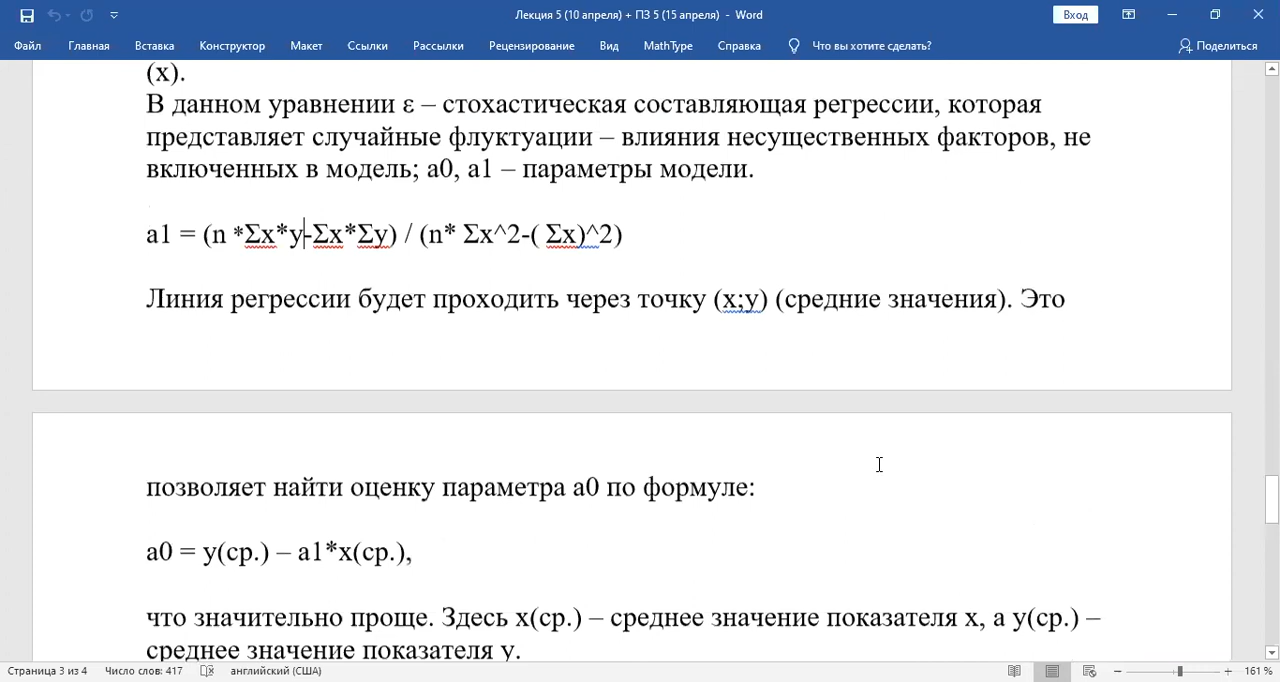 Лекция 5 (10 апреля) + ПЗ 5 (15 апреля) - Word
Вход
Файл Главная Вставка Конструктор Макет Ссылки Рассылки Рецензирование Вид MathType Справка Что вы хотите сделать? Поделиться
(x).
В данном уравнении ε – стохастическая составляющая регрессии, которая
представляет случайные флуктуации – влияния несущественных факторов, не
включенных в модель; a0, a1 – параметры модели.
a1 = (n *Σx*y-Σx*Σy) / (n* Σx^2-( Σx)^2)
Линия регрессии будет проходить через точку (x;y) (средние значения). Это
позволяет найти оценку параметра a0 по формуле:
a0 = y(ср.) – a1*x(ср.),
что значительно проще. Здесь x(ср.) – среднее значение показателя x, а y(ср.) –
среднее значение показателя y.
Страница 3 из 4 Число слов: 417 английский (США) 161 %